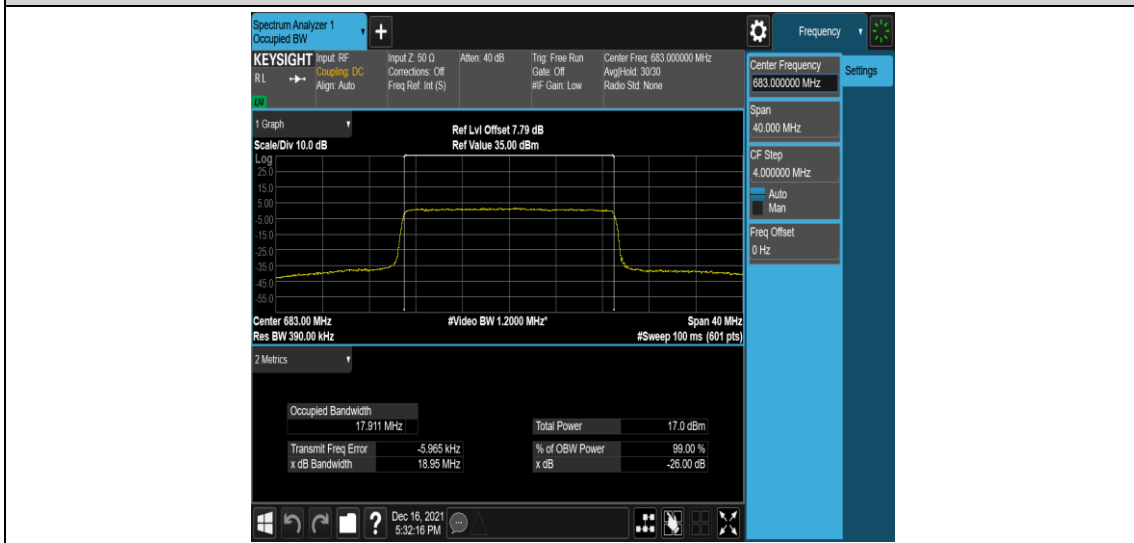 Spectrum Analyzer 1
Occupied BW
+
Frequency
KEYSIGHT
RL
LXI
Input: RF
Coupling: DC
Align: Auto
Input Z: 50 Ω
Corrections: Off
Freq Ref: Int (S)
Atten: 40 dB
Trig: Free Run
Gate: Off
#IF Gain: Low
Center Freq: 683.000000 MHz
Avg|Hold: 30/30
Radio Std: None
Center Frequency
683.000000 MHz
Settings
Span
40.000 MHz
CF Step
4.000000 MHz
Auto
Man
Freq Offset
0 Hz
1 Graph
Scale/Div 10.0 dB
Ref Lvl Offset 7.79 dB
Ref Value 35.00 dBm
Log
25.0
15.0
5.00
-5.00
-15.0
-25.0
-35.0
-45.0
-55.0
Center 683.00 MHz
Res BW 390.00 kHz
#Video BW 1.2000 MHz*
Span 40 MHz
#Sweep 100 ms (601 pts)
2 Metrics
Occupied Bandwidth
17.911 MHz
Transmit Freq Error -5.965 kHz
x dB Bandwidth 18.95 MHz
Total Power 17.0 dBm
% of OBW Power 99.00 %
x dB -26.00 dB
?
Dec 16, 2021
5:32:16 PM